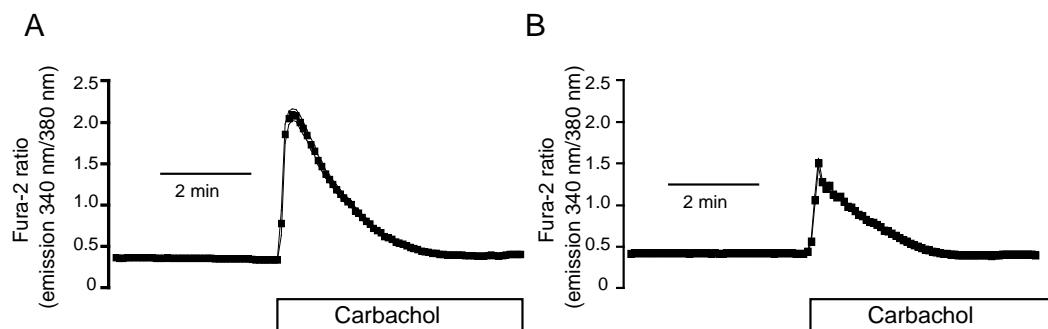 A
Fura-2 ratio
(emission 340 nm/380 nm)
2.5
2.0
1.5
1.0
0.5
0
2 min
Carbachol
B
Fura-2 ratio
(emission 340 nm/380 nm)
2.5
2.0
1.5
1.0
0.5
0
2 min
Carbachol